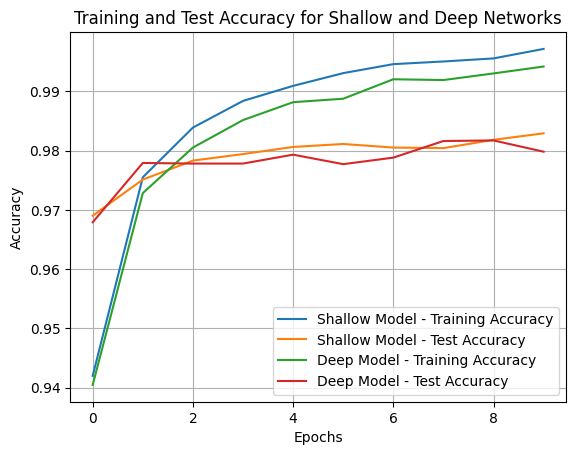 Training and Test Accuracy for Shallow and Deep Networks
Accuracy
0.99
0.98
0.97
0.96
0.95
0.94
Shallow Model - Training Accuracy
Shallow Model - Test Accuracy
Deep Model - Training Accuracy
Deep Model - Test Accuracy
0 2 4 6 8
Epochs